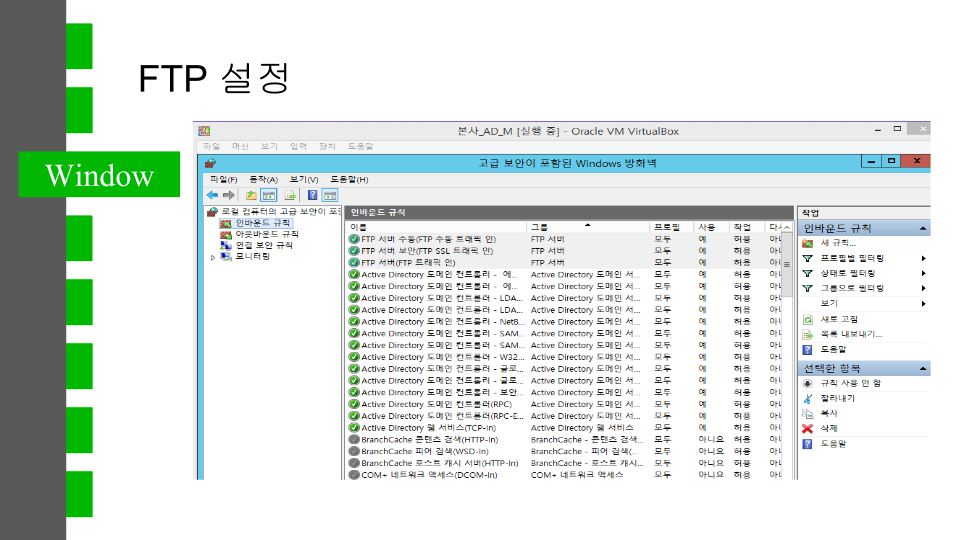 FTP 설정
Window
본사_AD_M [실행 중] - Oracle VM VirtualBox
파일 머신 보기 입력 장치 도움말
고급 보안이 포함된 Windows 방화벽
파일(F) 동작(A) 보기(V) 도움말(H)
로컬 컴퓨터의 고급 보안이 포함
인바운드 규칙
아웃바운드 규칙
연결 보안 규칙
모니터링
인바운드 규칙
이름 그룹 프로필 사용 작업
FTP 서버 수동(FTP 수동 트래픽 인) FTP 서버 모두 예 허용 아니
FTP 서버 보안(FTP SSL 트래픽 인) FTP 서버 모두 예 허용 아니
FTP 서버(FTP 트래픽 인) FTP 서버 모두 예 허용 아니
Active Directory 도메인 컨트롤러 - 에... Active Directory 도메인 서... 모두 예 허용 아니
Active Directory 도메인 컨트롤러 - 에... Active Directory 도메인 서... 모두 예 허용 아니
Active Directory 도메인 컨트롤러 - LDA... Active Directory 도메인 서... 모두 예 허용 아니
Active Directory 도메인 컨트롤러 - LDA... Active Directory 도메인 서... 모두 예 허용 아니
Active Directory 도메인 컨트롤러 - NetB... Active Directory 도메인 서... 모두 예 허용 아니
Active Directory 도메인 컨트롤러 - SAM... Active Directory 도메인 서... 모두 예 허용 아니
Active Directory 도메인 컨트롤러 - SAM... Active Directory 도메인 서... 모두 예 허용 아니
Active Directory 도메인 컨트롤러 - W32... Active Directory 도메인 서... 모두 예 허용 아니
Active Directory 도메인 컨트롤러 - 글로... Active Directory 도메인 서... 모두 예 허용 아니
Active Directory 도메인 컨트롤러 - 글로... Active Directory 도메인 서... 모두 예 허용 아니
Active Directory 도메인 컨트롤러 - 보안... Active Directory 도메인 서... 모두 예 허용 아니
Active Directory 도메인 컨트롤러(RPC) Active Directory 도메인 서... 모두 예 허용 아니
Active Directory 도메인 컨트롤러(RPC-E... Active Directory 도메인 서... 모두 예 허용 아니
Active Directory 웹 서비스(TCP-In) Active Directory 웹 서비스 모두 예 허용 아니
BranchCache 콘텐츠 검색(HTTP-In) BranchCache - 콘텐츠 검색... 모두 아니요 허용 아니
BranchCache 피어 검색(WSD-In) BranchCache - 피어 검색(... 모두 아니요 허용 아니
BranchCache 호스트 캐시 서버(HTTP-In) BranchCache - 호스트 캐시... 모두 아니요 허용 아니
COM+ 네트워크 액세스(DCOM-In) COM+ 네트워크 액세스 모두 아니요 허용 아니
작업
인바운드 규칙
새 규칙...
프로필별 필터링
상태로 필터링
그룹으로 필터링
보기
새로 고침
목록 내보내기...
도움말
선택한 항목
규칙 사용 안 함
잘라내기
복사
삭제
도움말